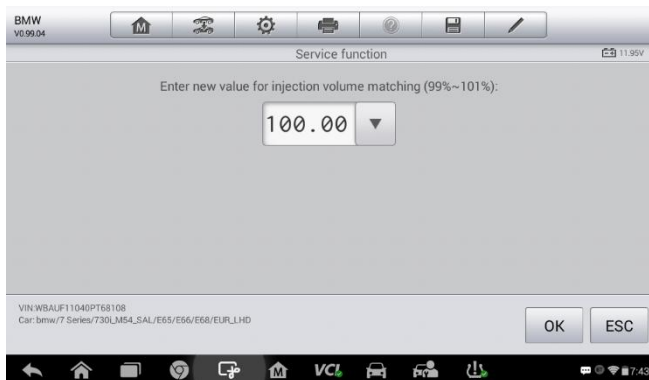 BMW
V0.99.04
M
?
Service function
11.95V
Enter new value for injection volume matching (99%~101%):
100.00
VIN:WBAUF11040PT68108
Car:bmw/7 Series/730i_M54_SAL/E65/E66/E68/EUR_LHD
OK
ESC
M
VCI
7:43